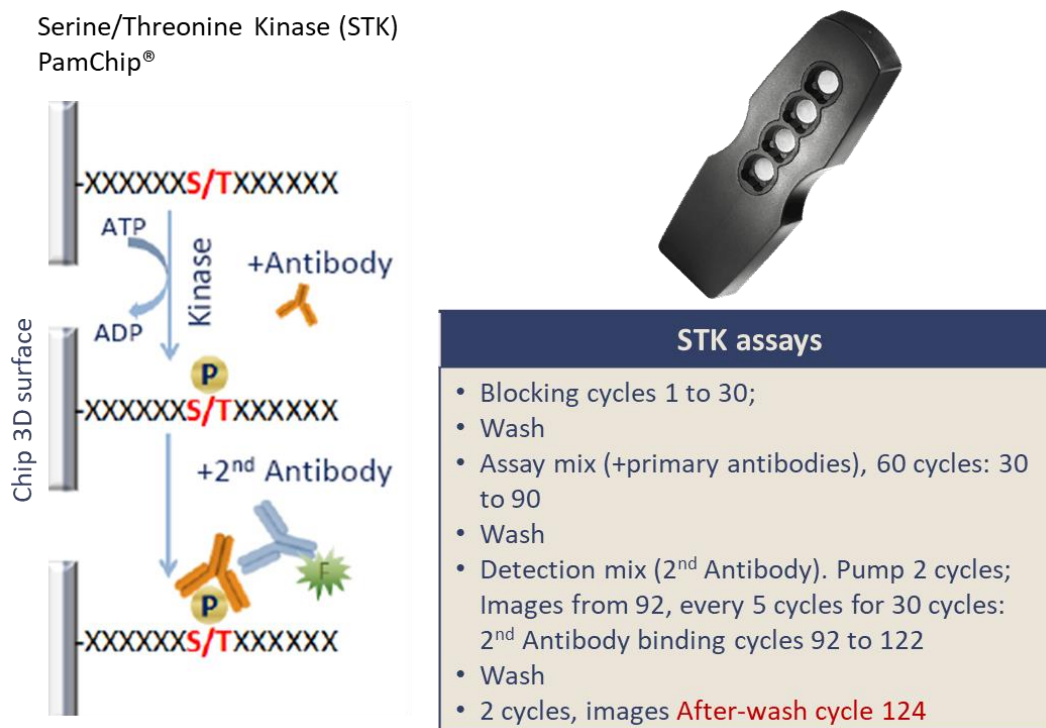 Serine/Threonine Kinase (STK)
PamChip®
Chip 3D surface
-XXXXXXS/TXXXXXX
ATP
Kinase
+Antibody
ADP
P
-XXXXXXS/TXXXXXX
+2nd Antibody
F
P
-XXXXXXS/TXXXXXX
STK assays
• Blocking cycles 1 to 30;
• Wash
• Assay mix (+primary antibodies), 60 cycles: 30
to 90
• Wash
• Detection mix (2nd Antibody). Pump 2 cycles;
Images from 92, every 5 cycles for 30 cycles:
2nd Antibody binding cycles 92 to 122
• Wash
• 2 cycles, images After-wash cycle 124